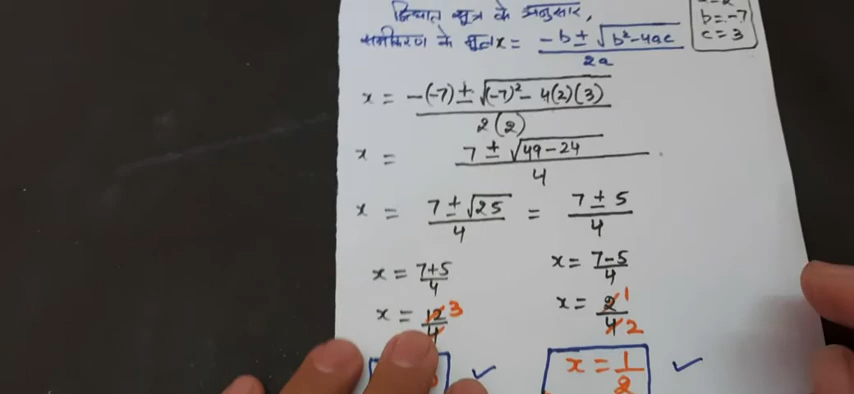 द्विघात सूत्र के अनुसार,
समीकरण के मूल x = (-b ± √(b²-4ac))/2a
b = -7
c = 3
x = (-(-7) ± √((-7)² - 4(2)(3)))/2(2)
x = (7 ± √(49-24))/4
x = (7 ± √25)/4 = (7 ± 5)/4
x = (7+5)/4
x = (7-5)/4
x = 12/4 3
x = 2/4 1 2
✓
x = 1/2 ✓